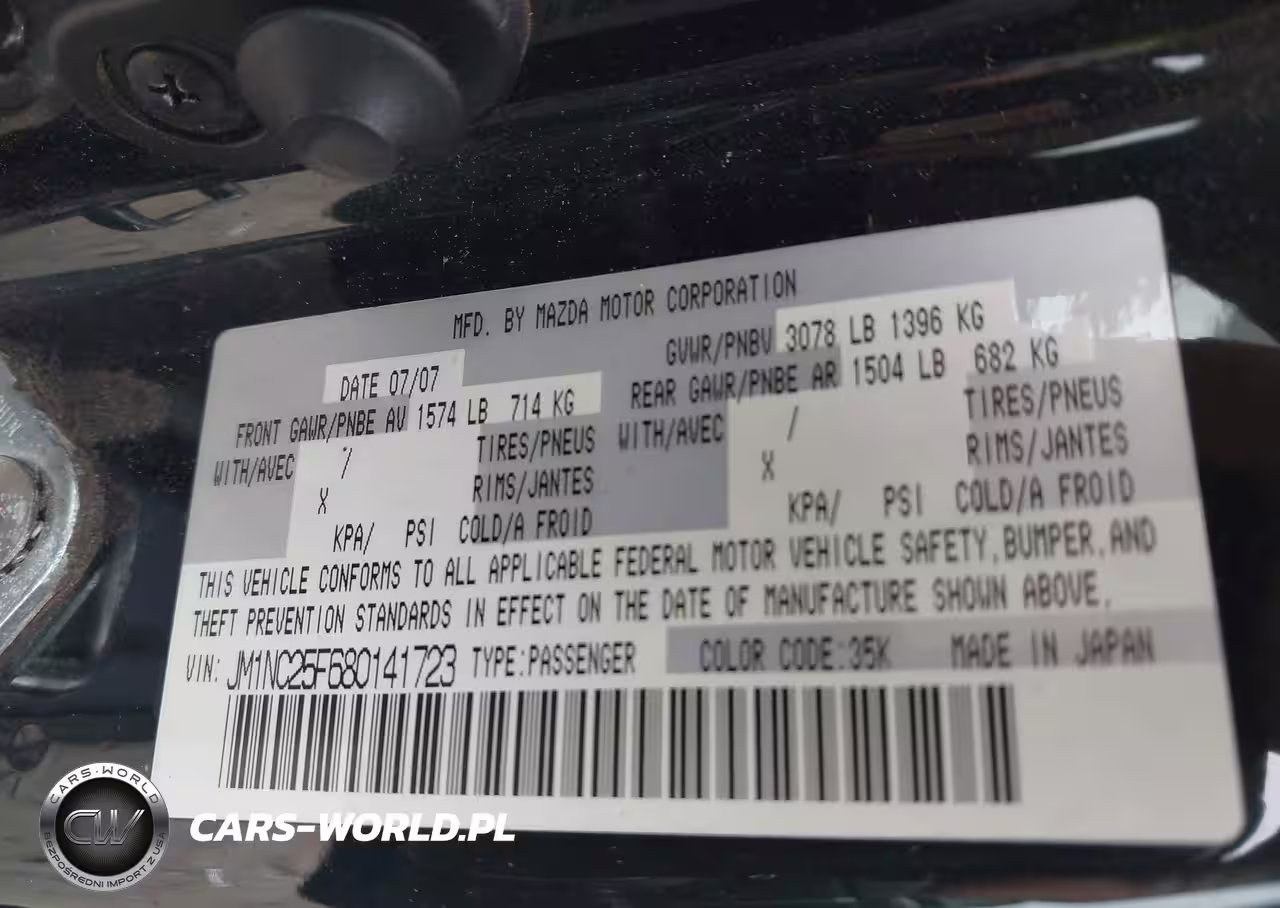 MFD. BY MAZDA MOTOR CORPORATION
DATE 07/07
GVWR/PNBV 3078 LB 1396 KG
FRONT GAWR/PNBE AV 1574 LB 714 KG
REAR GAWR/PNBE AR 1504 LB 682 KG
WITH/AVEC / TIRES/PNEUS
WITH/AVEC / TIRES/PNEUS
X RIMS/JANTES
X RIMS/JANTES
KPA/ PSI COLD/A FROID
KPA/ PSI COLD/A FROID
THIS VEHICLE CONFORMS TO ALL APPLICABLE FEDERAL MOTOR VEHICLE SAFETY, BUMPER, AND
THEFT PREVENTION STANDARDS IN EFFECT ON THE DATE OF MANUFACTURE SHOWN ABOVE.
VIN: JM1NC25F680141723 TYPE:PASSENGER COLOR CODE:35K MADE IN JAPAN
CARS-WORLD
CW
BEZPOŚREDNI IMPORT Z USA
CARS-WORLD.PL